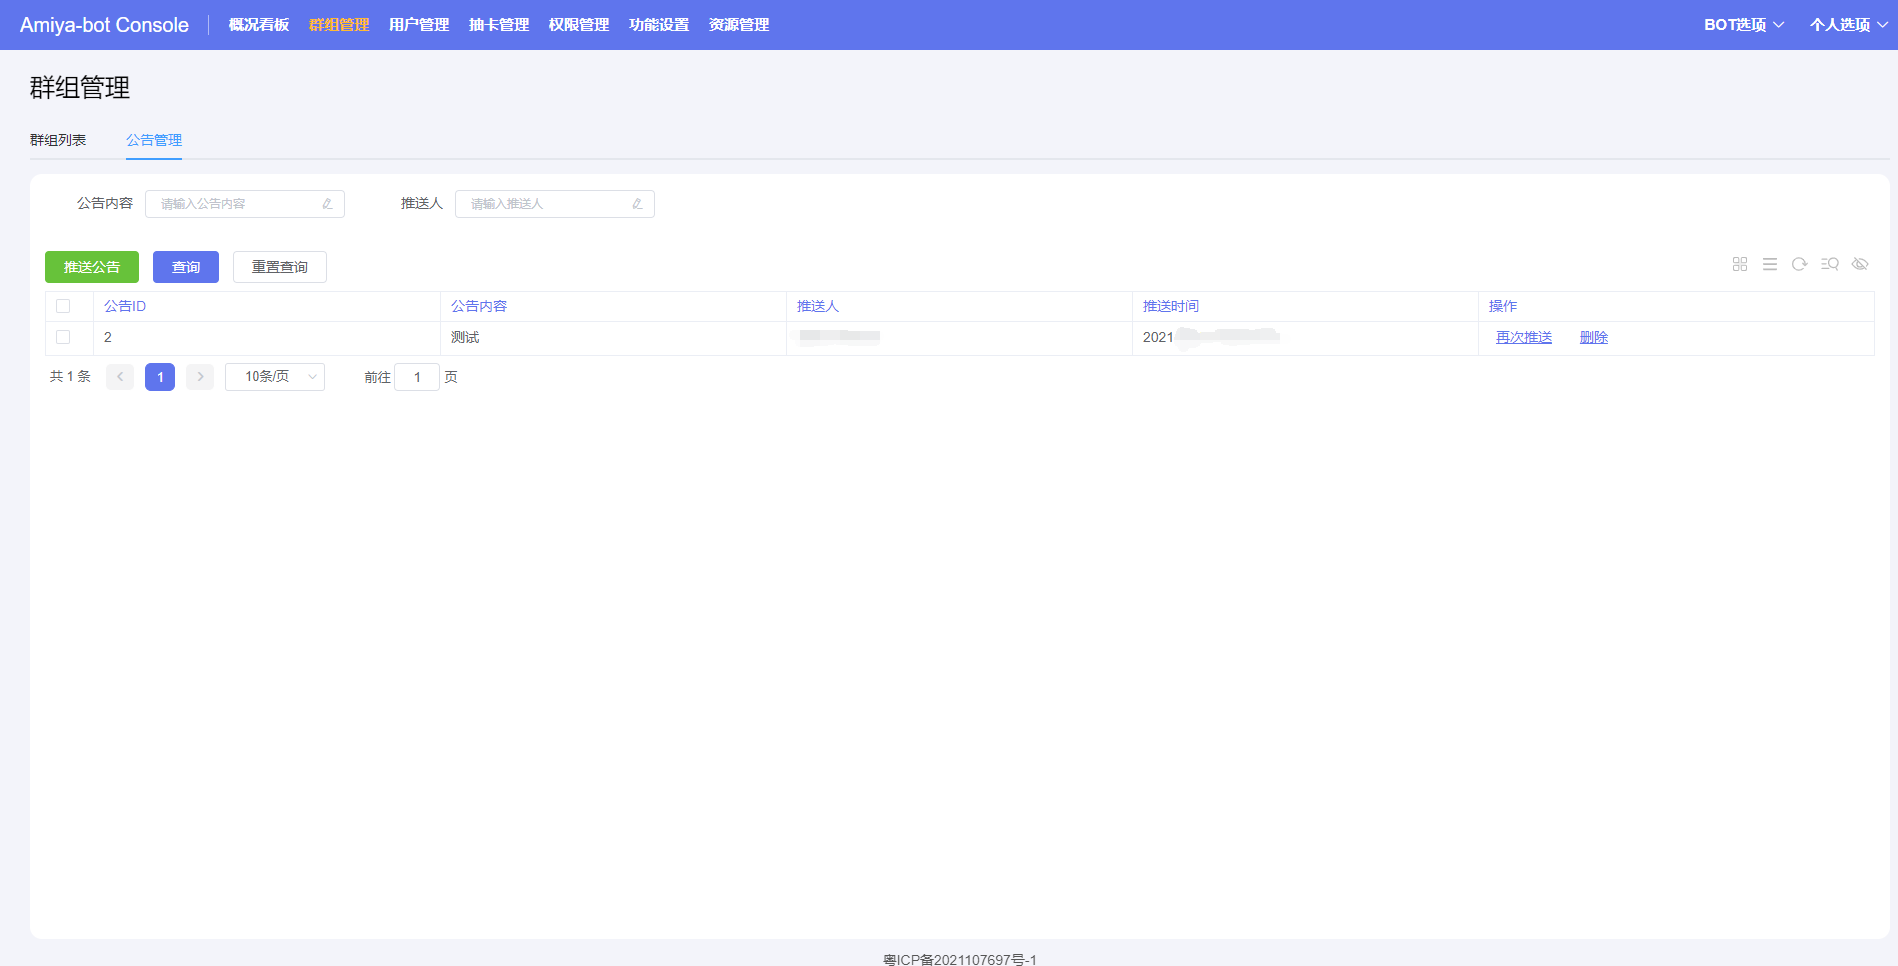 Amiya-bot Console 概况看板 群组管理 用户管理 抽卡管理 权限管理 功能设置 资源管理 BOT选项 个人选项
群组管理
群组列表 公告管理
公告内容 请输入公告内容 推送人 请输入推送人
推送公告 查询 重置查询
公告ID 公告内容 推送人 推送时间 操作
2 测试 2021 再次推送 删除
共 1 条 1 10条/页 前往 1 页
粤ICP备2021107697号-1